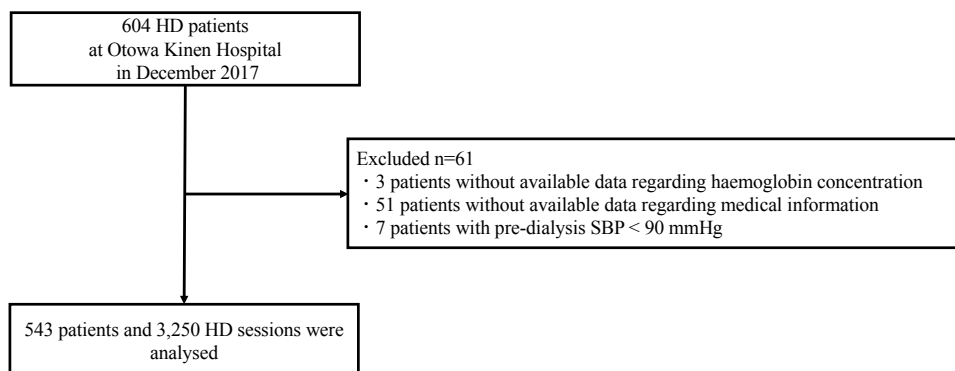 604 HD patients
at Otowa Kinen Hospital
in December 2017
Excluded n=61
・3 patients without available data regarding haemoglobin concentration
・51 patients without available data regarding medical information
・7 patients with pre-dialysis SBP < 90 mmHg
543 patients and 3,250 HD sessions were
analysed